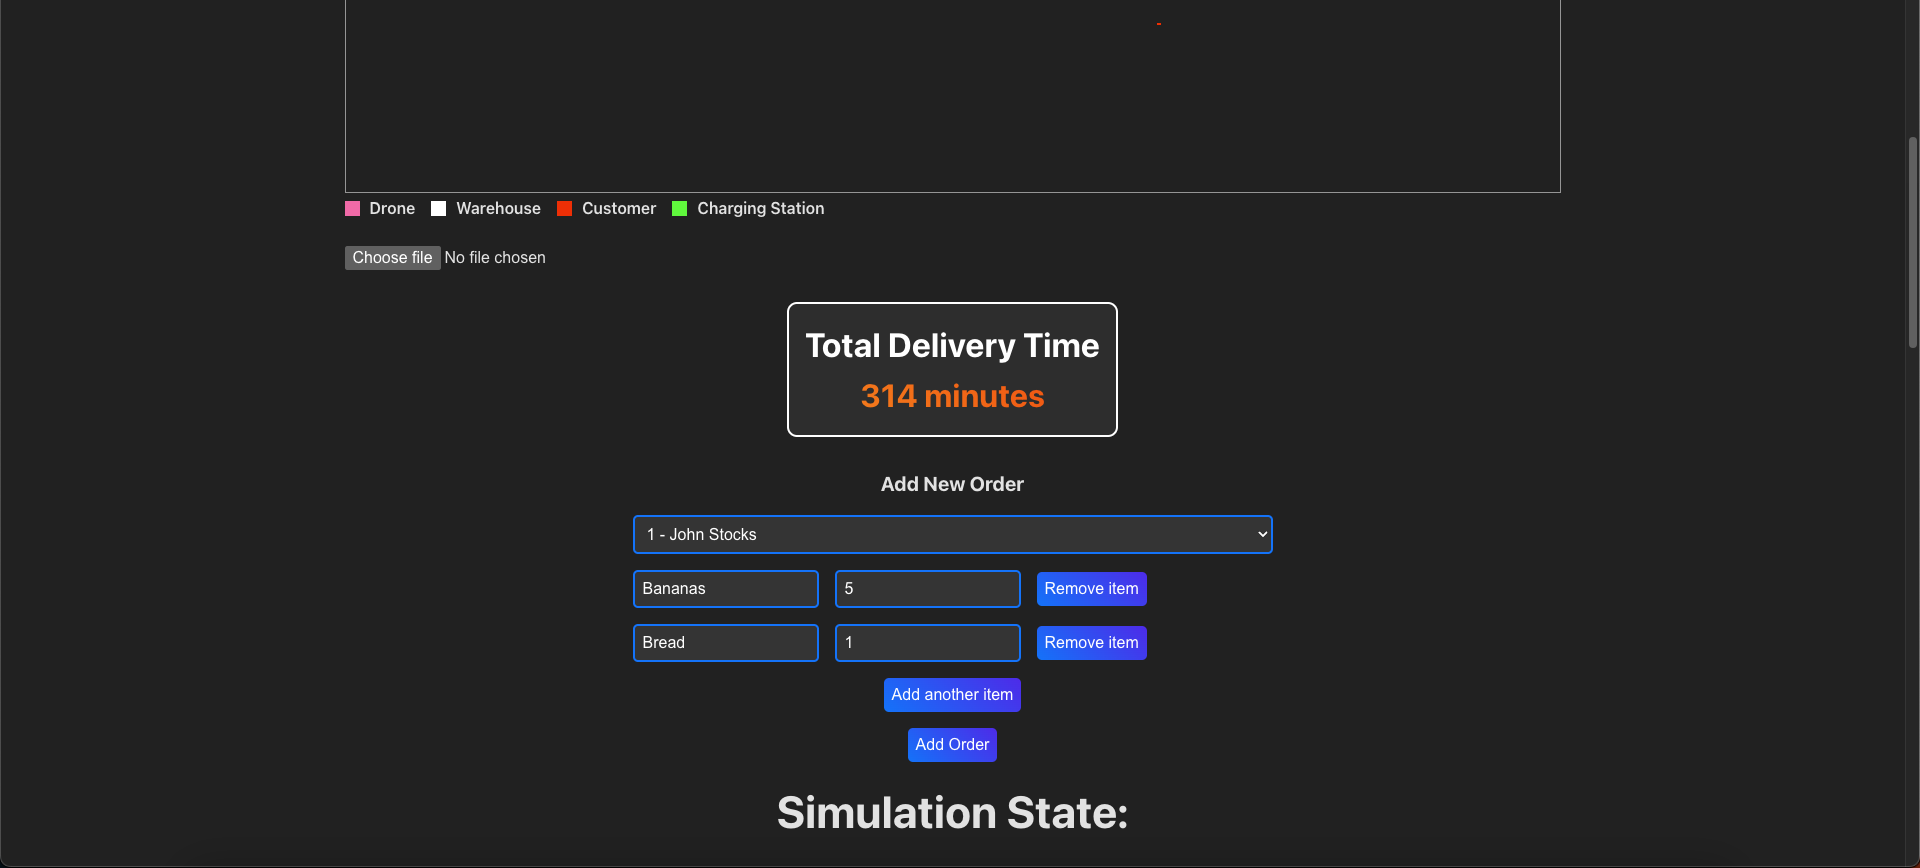 Drone Warehouse Customer Charging Station
Choose file No file chosen
Total Delivery Time
314 minutes
Add New Order
1 - John Stocks
Bananas 5 Remove item
Bread 1 Remove item
Add another item
Add Order
Simulation State: